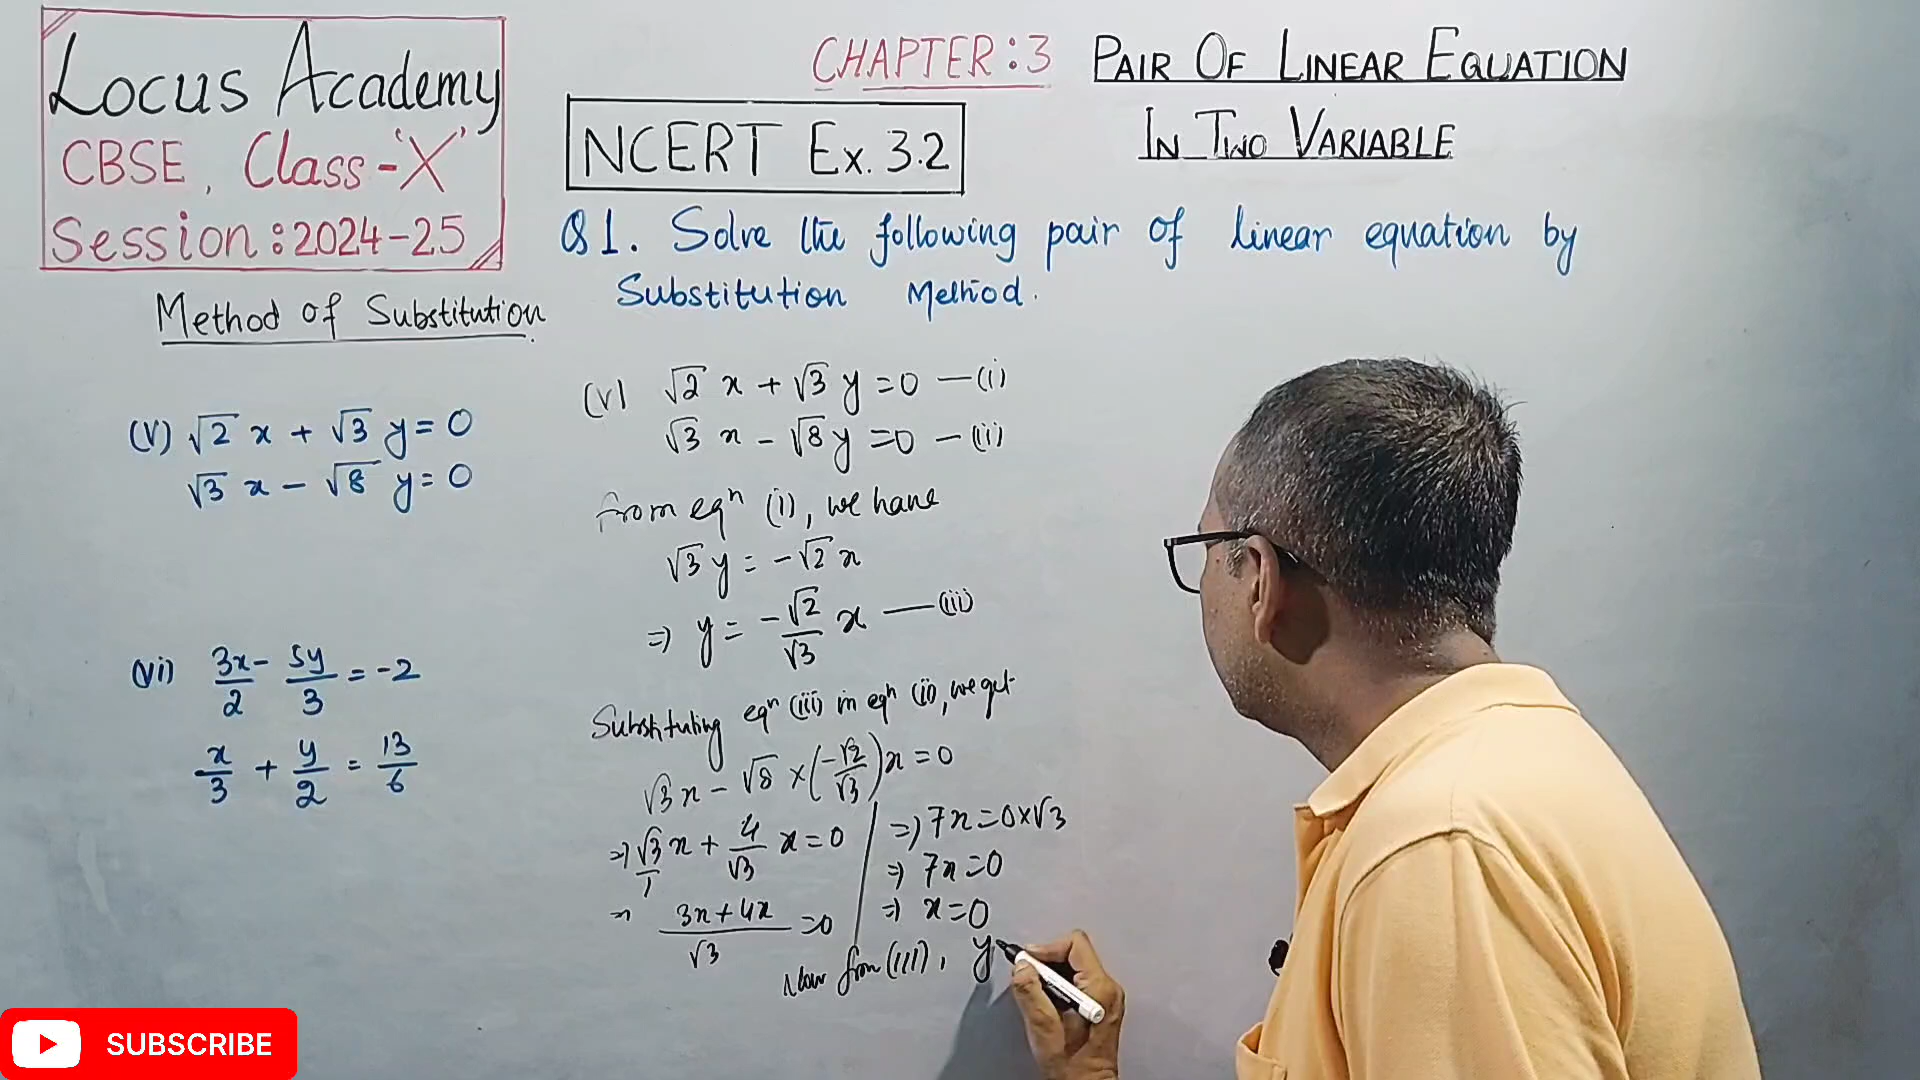 Locus Academy
CBSE, Class-'X'
Session:2024-25
CHAPTER:3 PAIR OF LINEAR EQUATION
IN TWO VARIABLE
NCERT Ex.3.2
Q1. Solve the following pair of linear equation by
Substitution Method.
Method of Substitution
(V) √2 x + √3 y = 0
√3 x - √8 y = 0
(vi) 3x/2 - 5y/3 = -2
x/3 + y/2 = 13/6
(V) √2 x + √3 y = 0 —(i)
√3 x - √8 y = 0 —(ii)
From eqⁿ (i), we have
√3 y = -√2 x
⇒ y = -√2/√3 x —(iii)
Substituting eqⁿ (iii) in eqⁿ (ii), we get
√3 x - √8 × (-√2/√3) x = 0
⇒ √3/1 x + 4/√3 x = 0
⇒ 3x + 4x/√3 = 0
⇒ 7x = 0×√3
⇒ 7x = 0
⇒ x = 0
Now from (iii), y
SUBSCRIBE